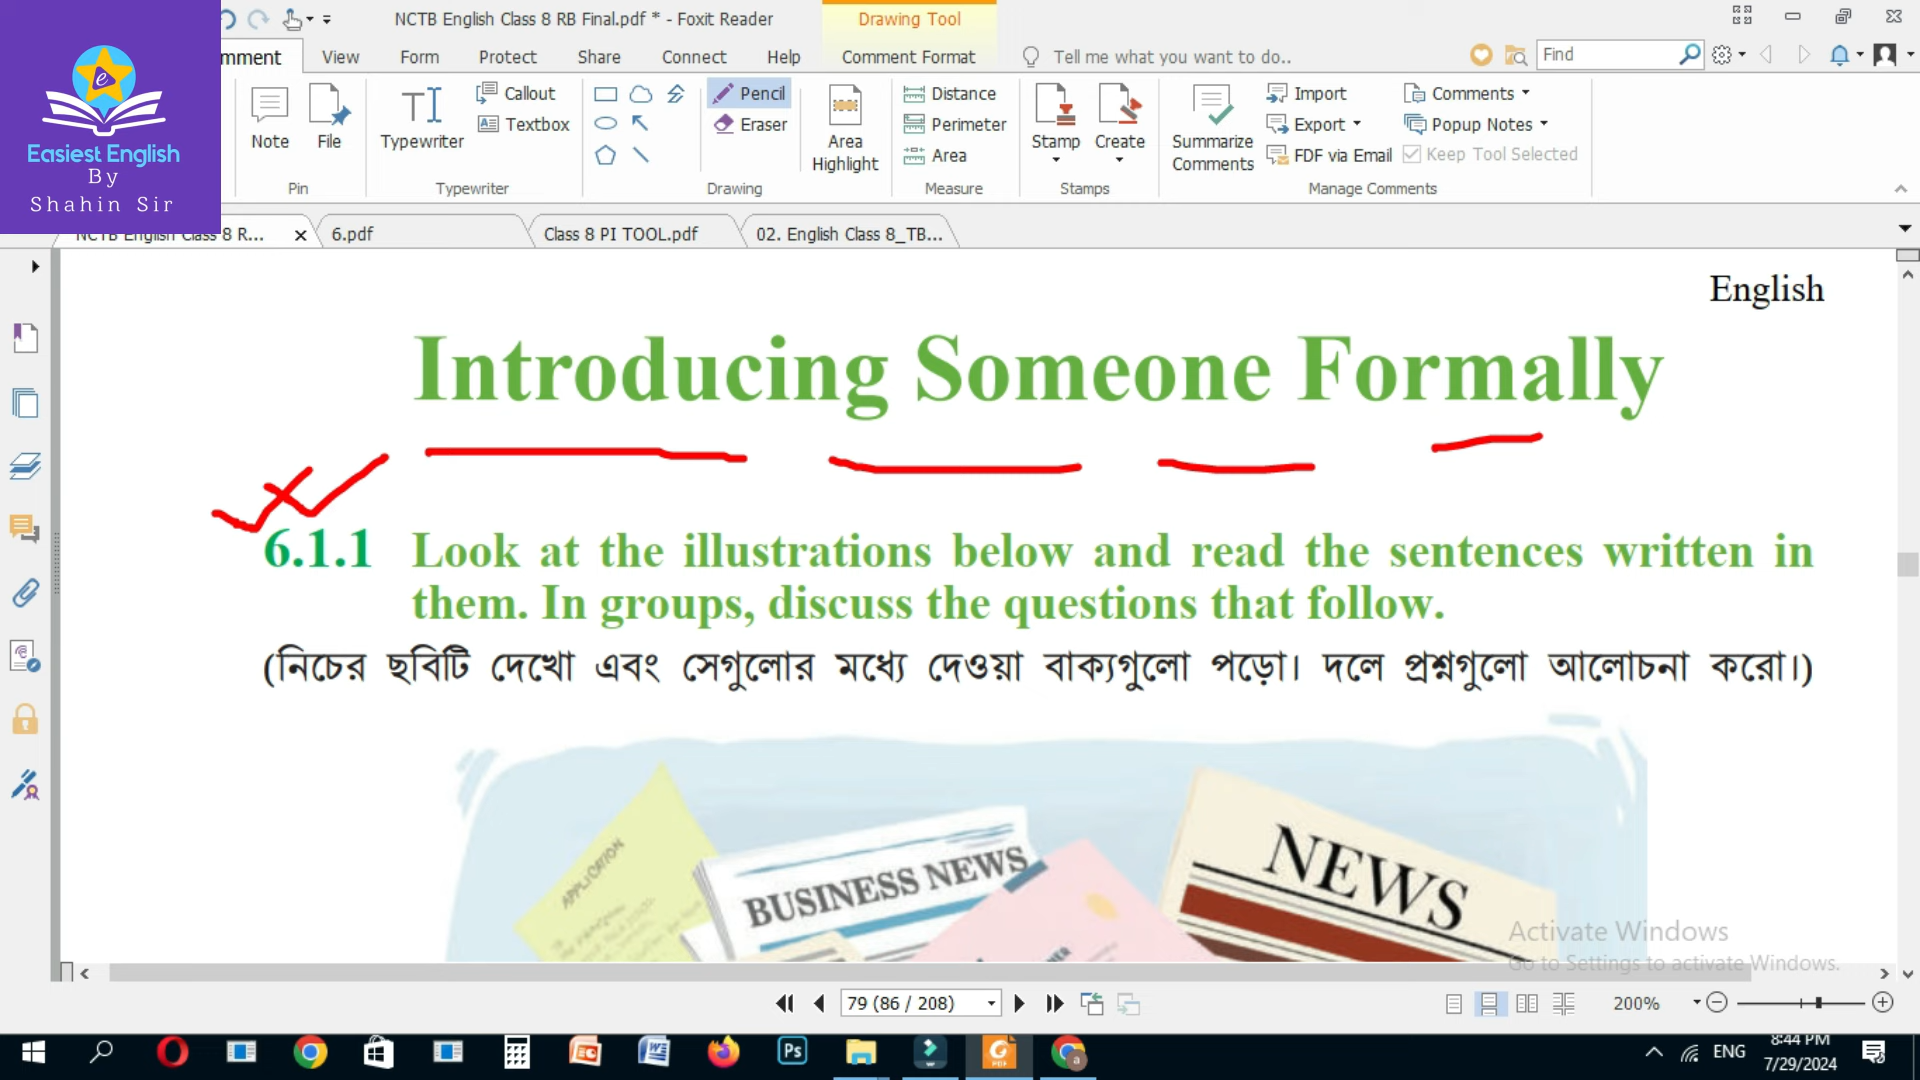 NCTB English Class 8 RB Final.pdf * - Foxit Reader
Drawing Tool
mment
View
Form
Protect
Share
Connect
Help
Comment Format
Tell me what you want to do..
Find
Easiest English
By
Shahin Sir
Note
File
Pin
Typewriter
Callout
Textbox
Typewriter
Pencil
Eraser
Area
Highlight
Drawing
Distance
Perimeter
Area
Measure
Stamp
Create
Stamps
Summarize
Comments
Import
Export
FDF via Email
Comments
Popup Notes
Keep Tool Selected
Manage Comments
NCTB English Class 8 R...
6.pdf
Class 8 PI TOOL.pdf
02. English Class 8_TB...
English
Introducing Someone Formally
6.1.1 Look at the illustrations below and read the sentences written in
them. In groups, discuss the questions that follow.
(নিচের ছবিটি দেখো এবং সেগুলোর মধ্যে দেওয়া বাক্যগুলো পড়ো। দলে প্রশ্নগুলো আলোচনা করো।)
APPLICATION
BUSINESS NEWS
NEWS
Activate Windows
Go to Settings to activate Windows.
79 (86 / 208)
200%
Ps
ENG
8:44 PM
7/29/2024